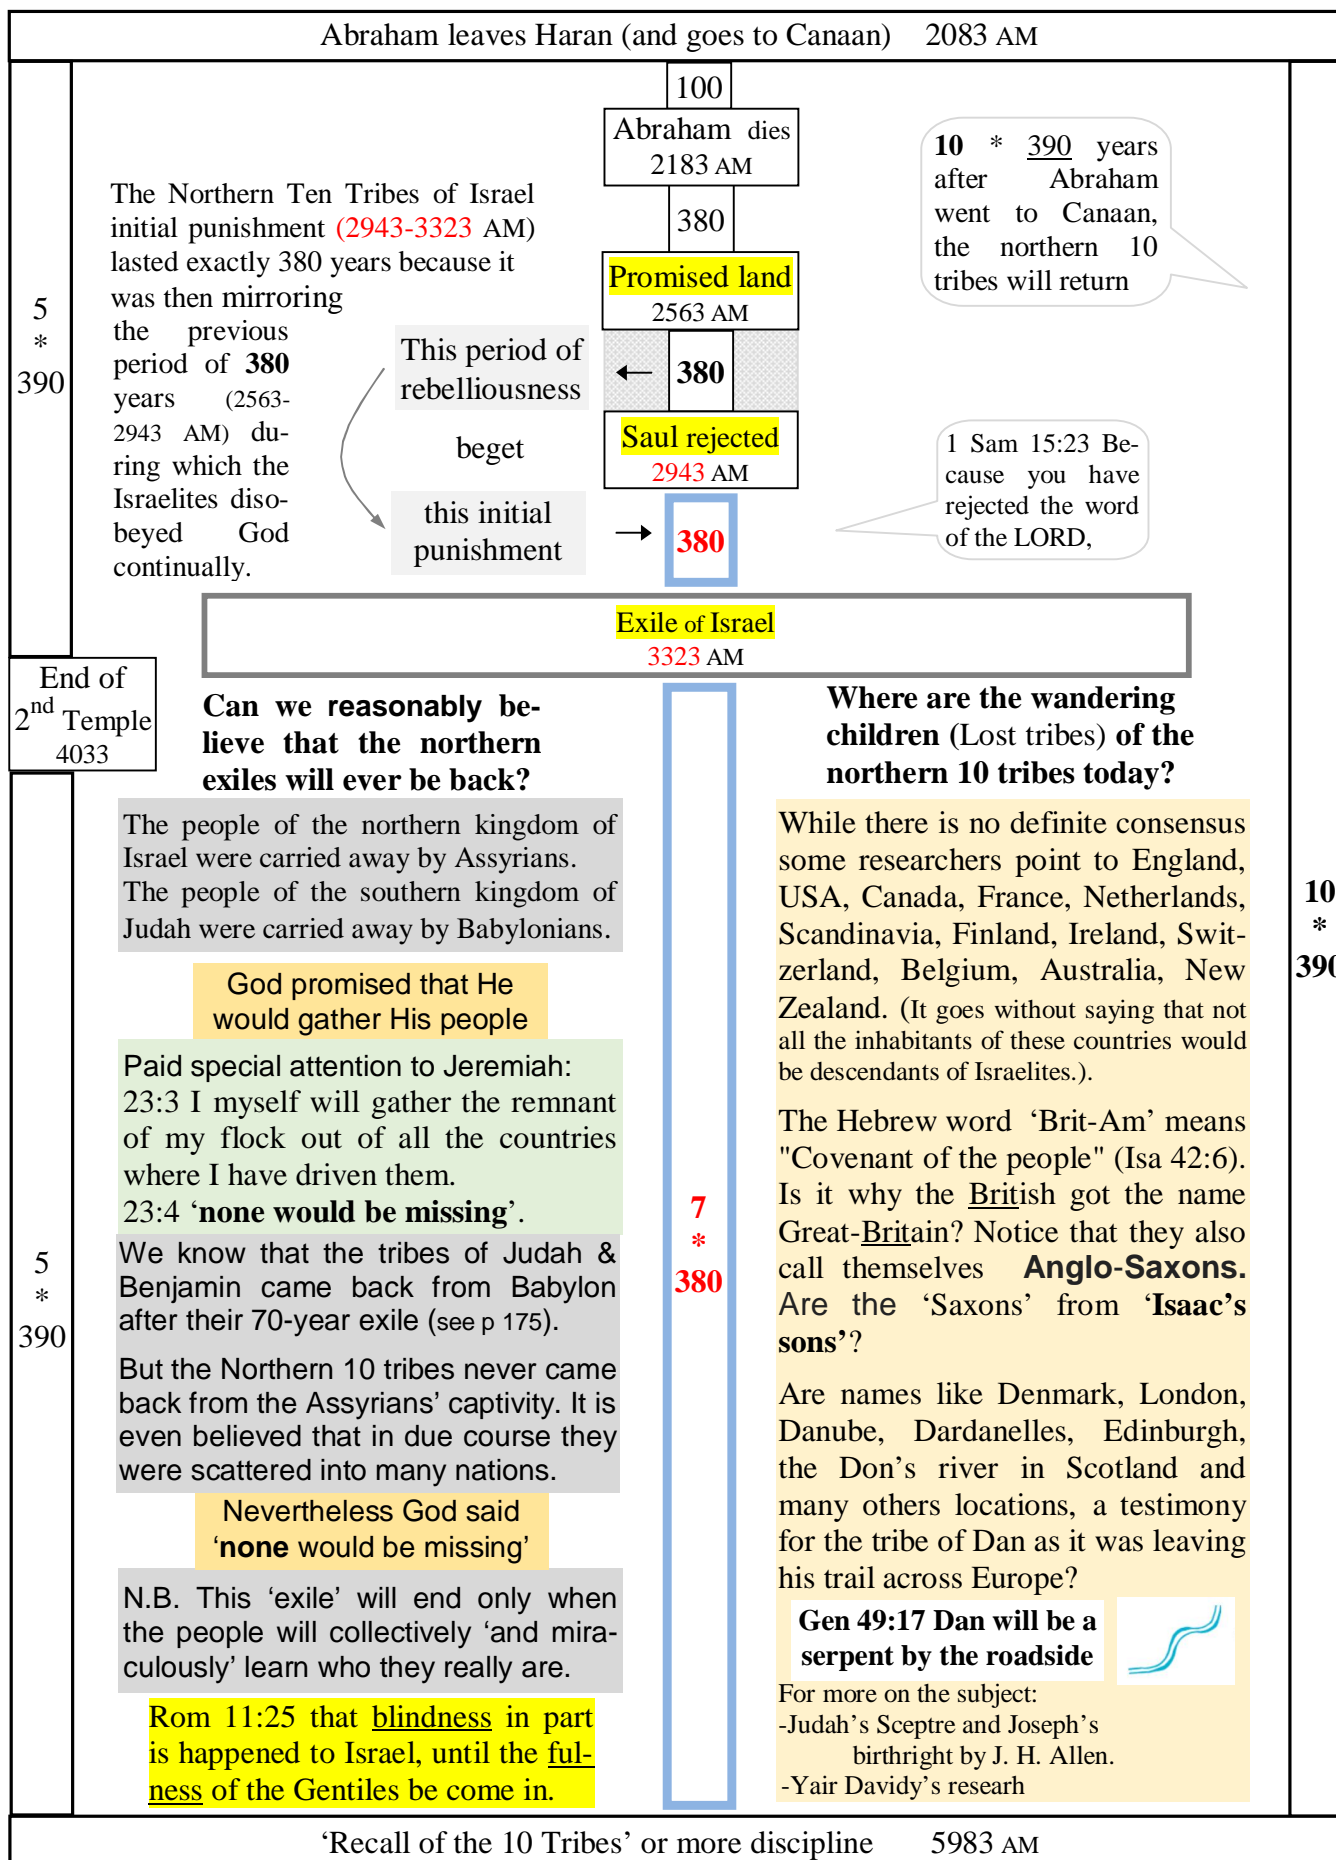 Abraham leaves Haran (and goes to Canaan) 2083 AM
100
Abraham dies
2183 AM
380
Promised land
2563 AM
380
Saul rejected
2943 AM
380
10 * 390 years
after Abraham
went to Canaan,
the northern 10
tribes will return
The Northern Ten Tribes of Israel
initial punishment (2943-3323 AM)
lasted exactly 380 years because it
was then mirroring
the previous
period of 380
years (2563-
2943 AM) du-
ring which the
Israelites diso-
beyed God
continually.
This period of
rebelliousness
←
beget
this initial
punishment
→
1 Sam 15:23 Be-
cause you have
rejected the word
of the LORD,
5
*
390
Exile of Israel
3323 AM
End of
2nd Temple
4033
Can we reasonably be-
lieve that the northern
exiles will ever be back?
The people of the northern kingdom of
Israel were carried away by Assyrians.
The people of the southern kingdom of
Judah were carried away by Babylonians.
God promised that He
would gather His people
Paid special attention to Jeremiah:
23:3 I myself will gather the remnant
of my flock out of all the countries
where I have driven them.
23:4 ‘none would be missing’.
We know that the tribes of Judah &
Benjamin came back from Babylon
after their 70-year exile (see p 175).
But the Northern 10 tribes never came
back from the Assyrians’ captivity. It is
even believed that in due course they
were scattered into many nations.
Nevertheless God said
‘none would be missing’
N.B. This ‘exile’ will end only when
the people will collectively ‘and mira-
culously’ learn who they really are.
Rom 11:25 that blindness in part
is happened to Israel, until the ful-
ness of the Gentiles be come in.
5
*
390
7
*
380
Where are the wandering
children (Lost tribes) of the
northern 10 tribes today?
While there is no definite consensus
some researchers point to England,
USA, Canada, France, Netherlands,
Scandinavia, Finland, Ireland, Swit-
zerland, Belgium, Australia, New
Zealand. (It goes without saying that not
all the inhabitants of these countries would
be descendants of Israelites.).
The Hebrew word ‘Brit-Am’ means
"Covenant of the people" (Isa 42:6).
Is it why the British got the name
Great-Britain? Notice that they also
call themselves Anglo-Saxons.
Are the ‘Saxons’ from ‘Isaac’s
sons’?
Are names like Denmark, London,
Danube, Dardanelles, Edinburgh,
the Don’s river in Scotland and
many others locations, a testimony
for the tribe of Dan as it was leaving
his trail across Europe?
Gen 49:17 Dan will be a
serpent by the roadside
For more on the subject:
-Judah’s Sceptre and Joseph’s
birthright by J. H. Allen.
-Yair Davidy’s researh
10
*
390
‘Recall of the 10 Tribes’ or more discipline 5983 AM